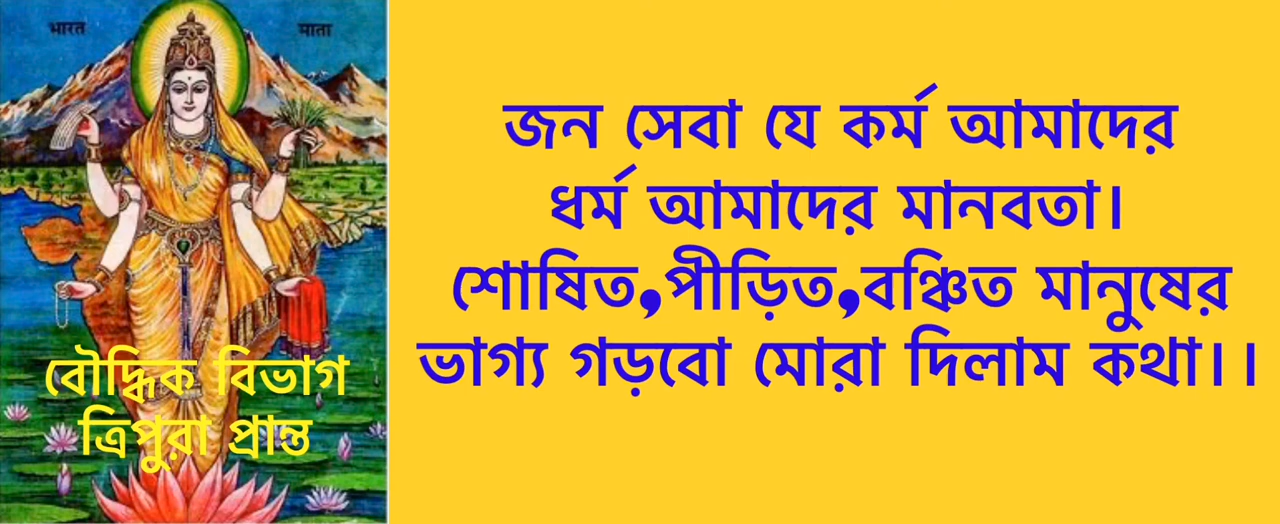 भारत माता
জন সেবা যে কর্ম আমাদের
ধর্ম আমাদের মানবতা।
শোষিত,পীড়িত,বঞ্চিত মানুষের
ভাগ্য গড়বো মোরা দিলাম কথা।।
বৌদ্ধিক বিভাগ
ত্রিপুরা প্রান্ত